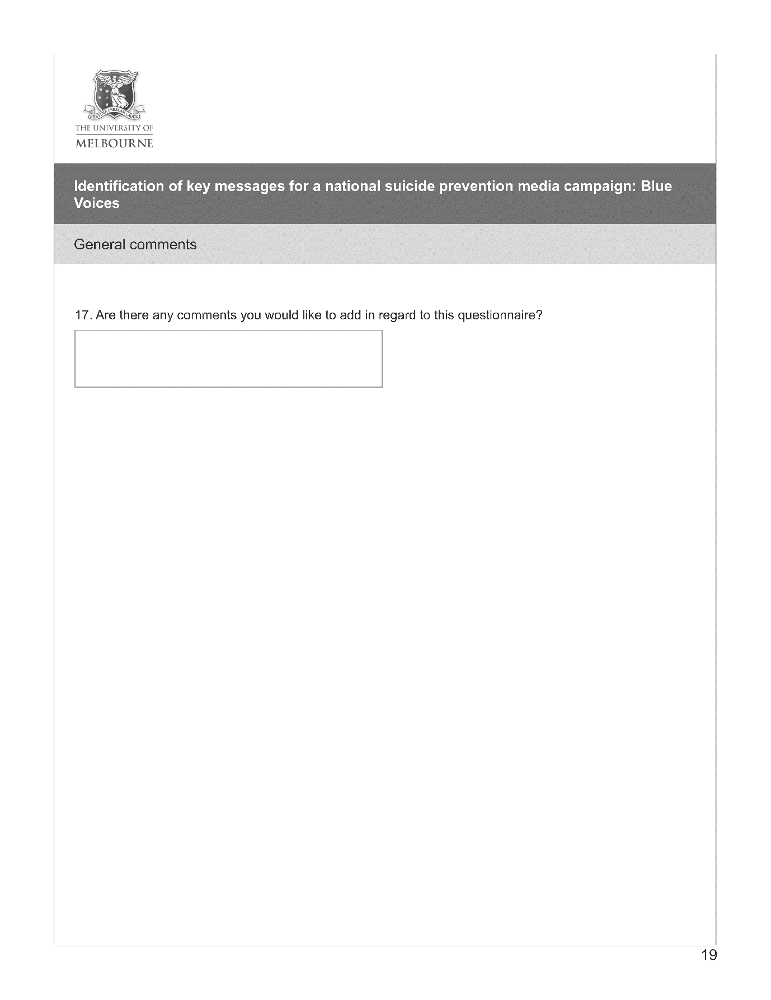 POSTERA CRESCAM LAUDE
THE UNIVERSITY OF
MELBOURNE
Identification of key messages for a national suicide prevention media campaign: Blue
Voices
General comments
17. Are there any comments you would like to add in regard to this questionnaire?
19